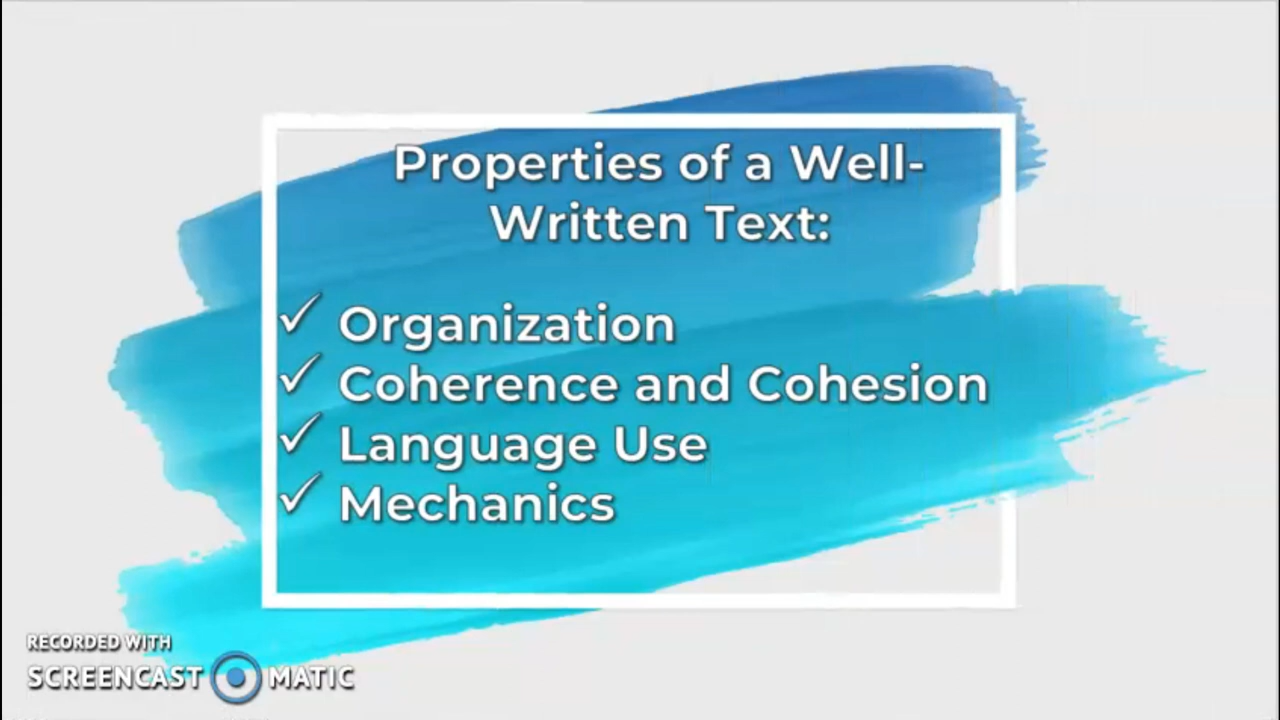 Properties of a Well-
Written Text:
✓ Organization
✓ Coherence and Cohesion
✓ Language Use
✓ Mechanics
RECORDED WITH
SCREENCAST MATIC